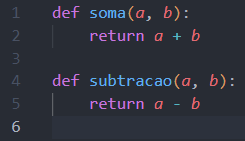 1 def soma(a, b):
2     return a + b
3
4 def subtracao(a, b):
5     return a - b
6